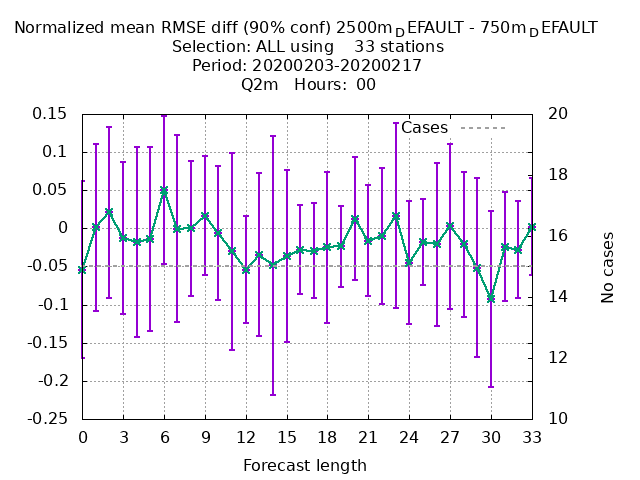 Normalized mean RMSE diff (90% conf) 2500m_DEFAULT - 750m_DEFAULT
Selection: ALL using 33 stations
Period: 20200203-20200217
Q2m Hours: 00
Cases
0.15
0.1
0.05
0
-0.05
-0.1
-0.15
-0.2
-0.25
20
18
16
14
12
10
No cases
0 3 6 9 12 15 18 21 24 27 30 33
Forecast length